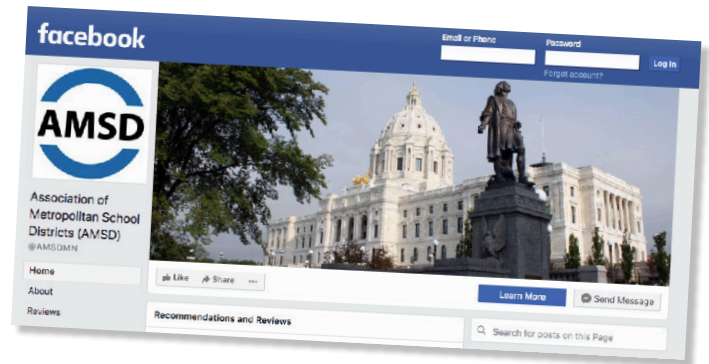 facebook
Email or Phone
Password
Log In
Forgot account?
AMSD
Association of
Metropolitan School
Districts (AMSD)
@AMSDMN
Home
About
Reviews
Like
Share
...
Learn More
Send Message
Recommendations and Reviews
Search for posts on this Page